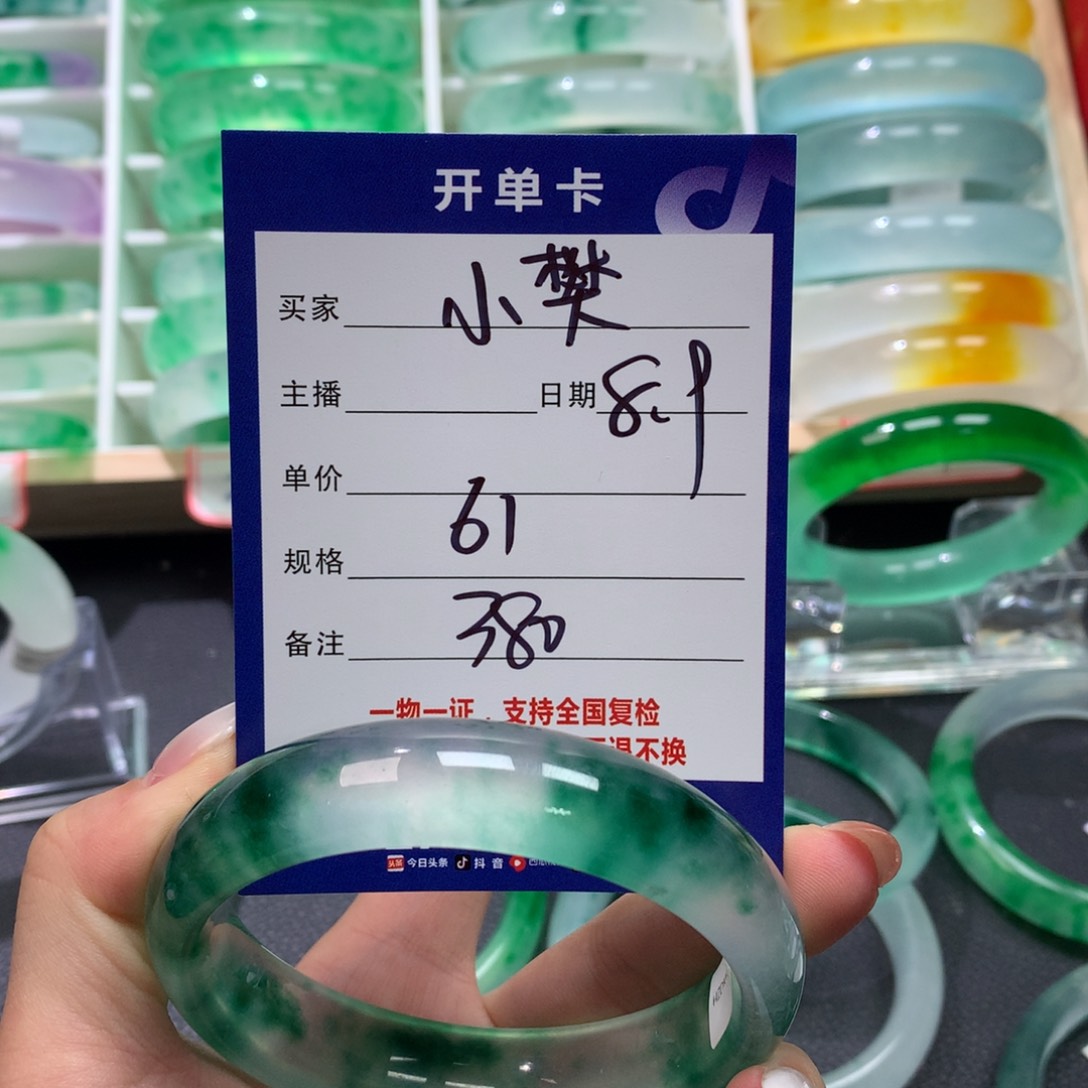 开单卡
买家 小樊
主播 日期 8.9
单价
规格 61
备注 380
一物一证，支持全国复检
退不换
今日头条 抖音